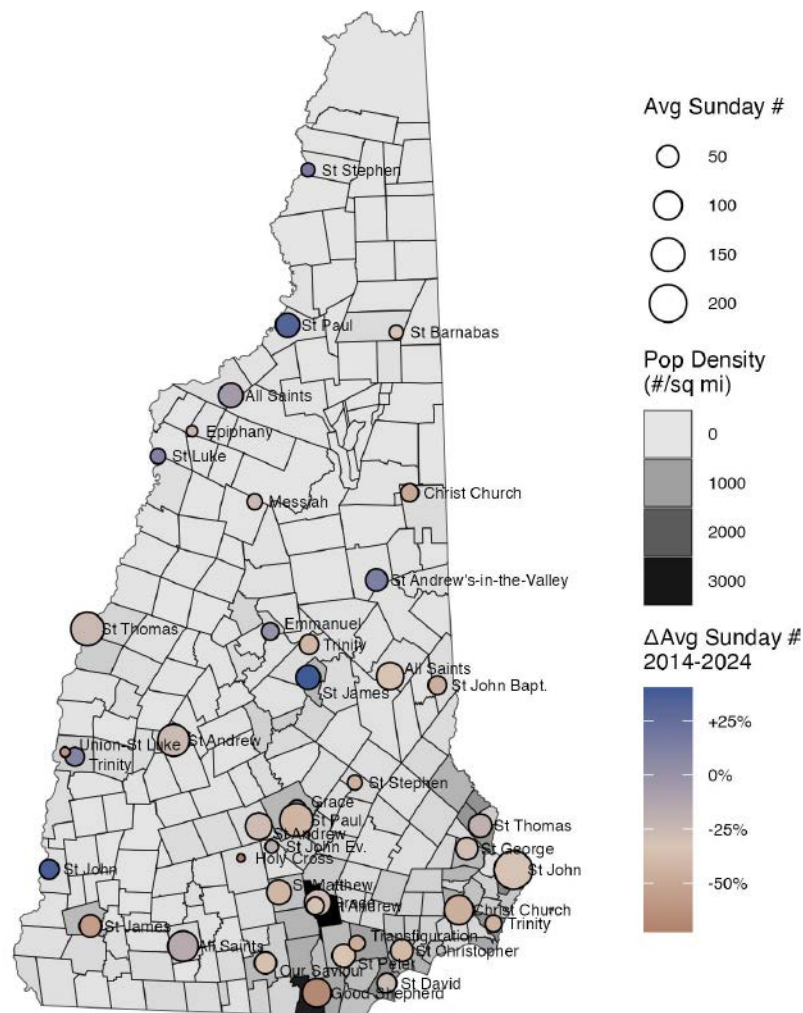 Avg Sunday #
50
100
150
200
Pop Density
(#/sq mi)
0
1000
2000
3000
ΔAvg Sunday #
2014-2024
+25%
0%
-25%
-50%
St Stephen
St Paul
St Barnabas
All Saints
Epiphany
St Luke
Messiah
Christ Church
St Andrew's-in-the-Valley
St Thomas
Emmanuel
Trinity
All Saints
St James
St John Bapt.
Union-St Luke
St Andrew
Trinity
St Stephen
Grace
St Paul
St Thomas
St Andrew
St John Ev.
St George
Holy Cross
St John
St John
St Matthew
Grace
St Andrew
Christ Church
St James
Trinity
All Saints
Transfiguration
St Christopher
St Peter
Our Saviour
St David
Good Shepherd